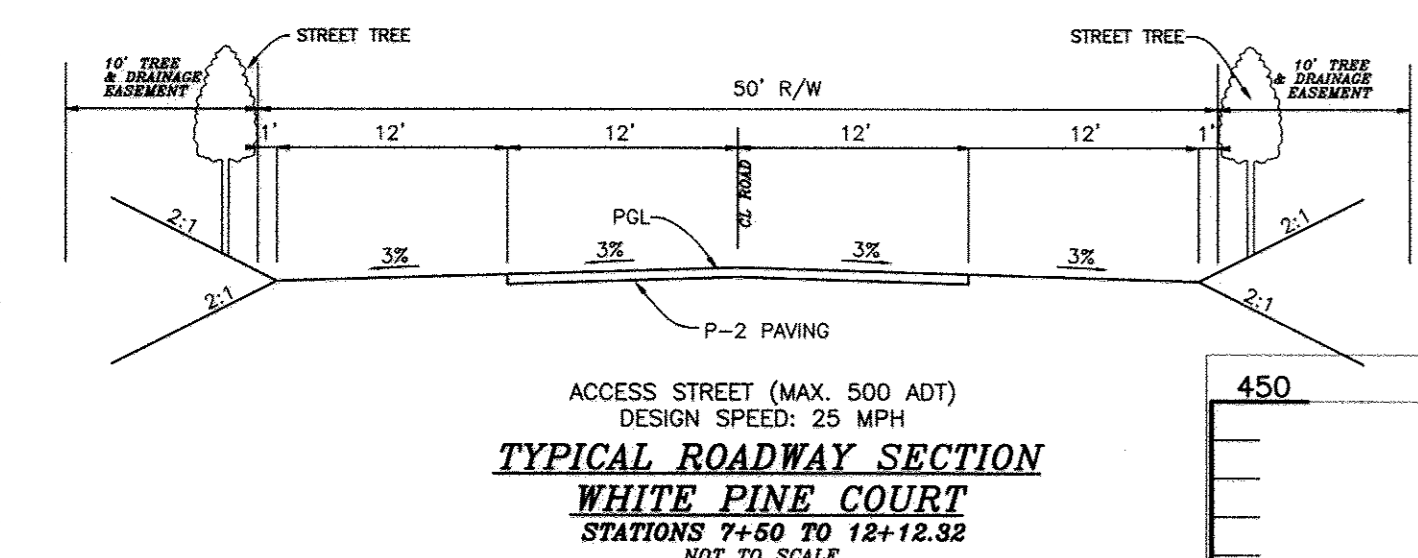 STREET TREE
STREET TREE
10' TREE
& DRAINAGE
EASEMENT
10' TREE
& DRAINAGE
EASEMENT
50' R/W
1'
12'
12'
12'
12'
1'
CL ROAD
2:1
PGL
2:1
3%
3%
3%
3%
2:1
2:1
P-2 PAVING
ACCESS STREET (MAX. 500 ADT)
450
DESIGN SPEED: 25 MPH
TYPICAL ROADWAY SECTION
WHITE PINE COURT
STATIONS 7+50 TO 12+12.32
NOT TO SCALE